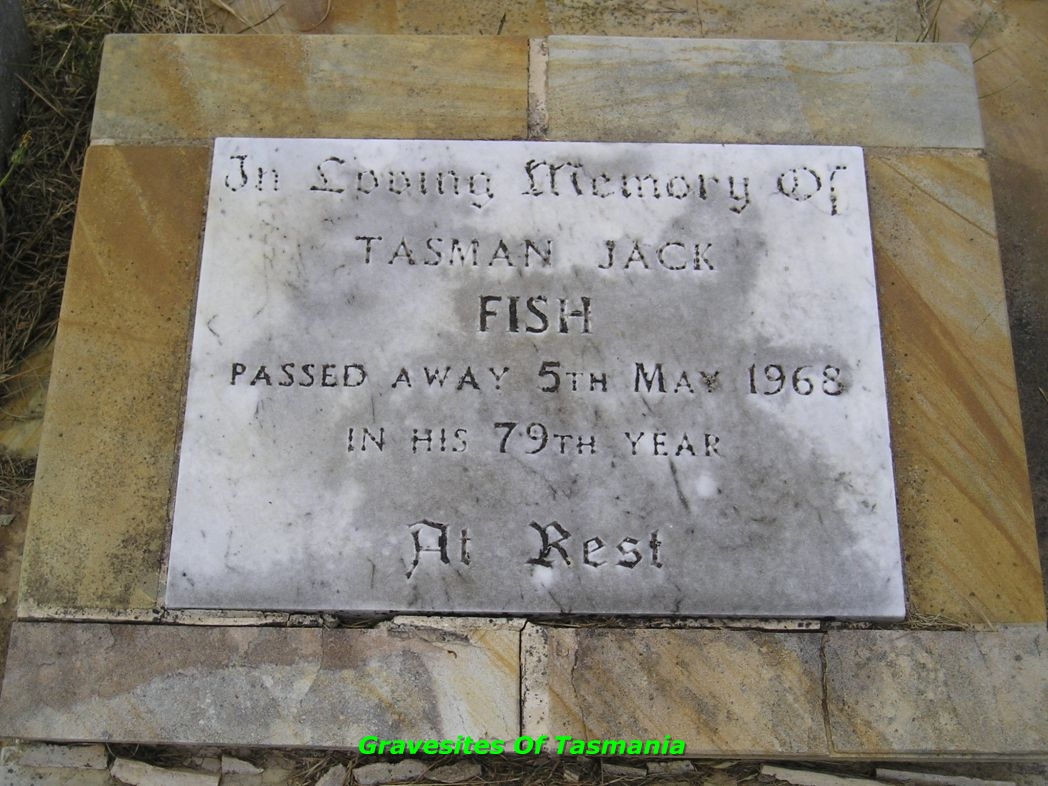 In Loving Memory Of
TASMAN JACK
FISH
PASSED AWAY 5TH MAY 1968
IN HIS 79TH YEAR
At Rest
Gravesites Of Tasmania